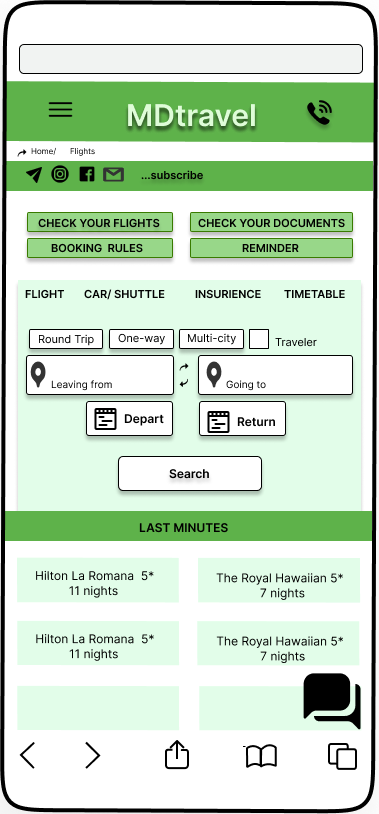 MDtravel
Home/ Flights
...subscribe
CHECK YOUR FLIGHTS CHECK YOUR DOCUMENTS
BOOKING RULES REMINDER
FLIGHT CAR/ SHUTTLE INSURIENCE TIMETABLE
Round Trip One-way Multi-city Traveler
Leaving from Going to
Depart Return
Search
LAST MINUTES
Hilton La Romana 5* The Royal Hawaiian 5*
11 nights 7 nights
Hilton La Romana 5* The Royal Hawaiian 5*
11 nights 7 nights